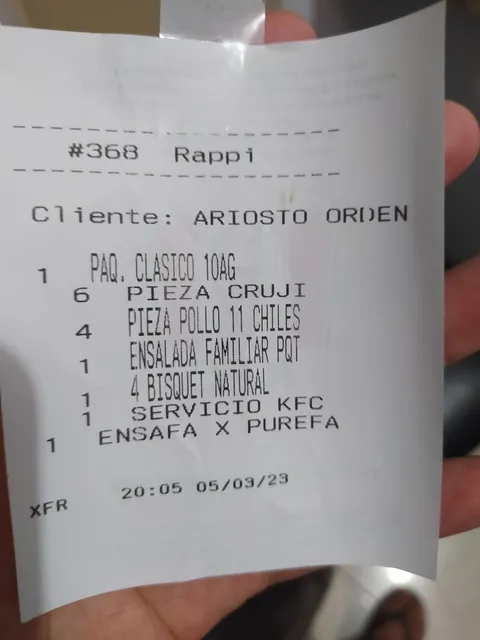 #368 Rappi
Cliente: ARIOSTO ORDEN
1 PAQ. CLASICO 10AG
6 PIEZA CRUJI
4 PIEZA POLLO 11 CHILES
1 ENSALADA FAMILIAR PQT
1 4 BISQUET NATURAL
1 SERVICIO KFC
1 ENSAFA X PUREFA
20:05 05/03/23
XFR